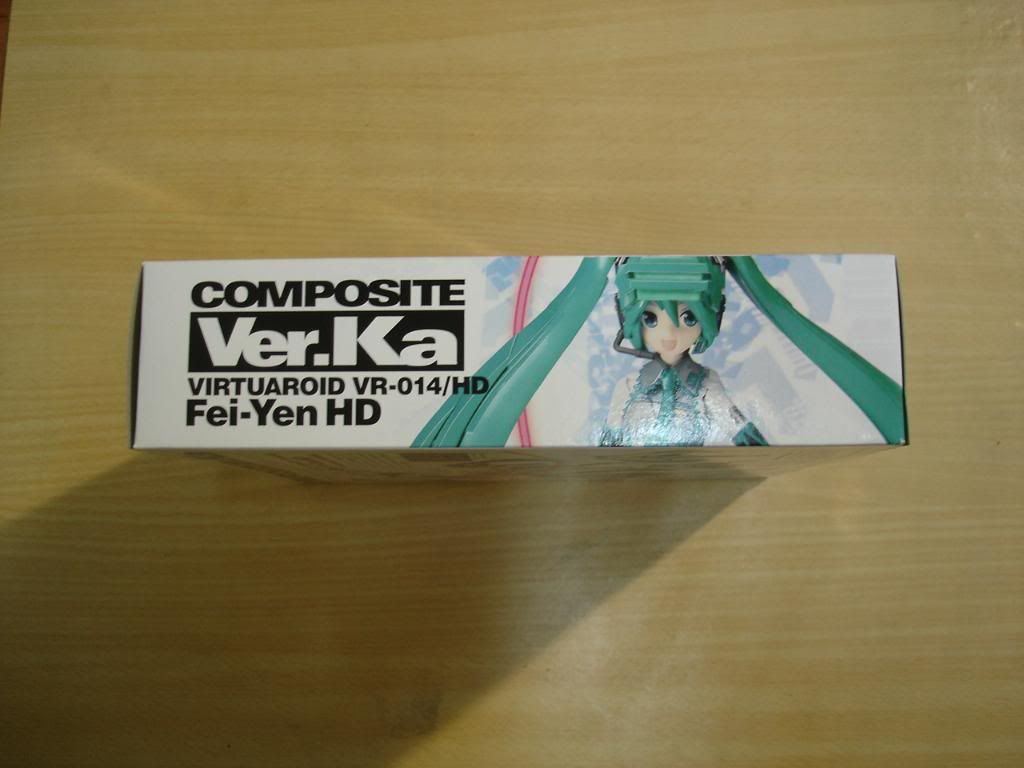 COMPOSITE
Ver.Ka
VIRTUAROID VR-014/HD
Fei-Yen HD